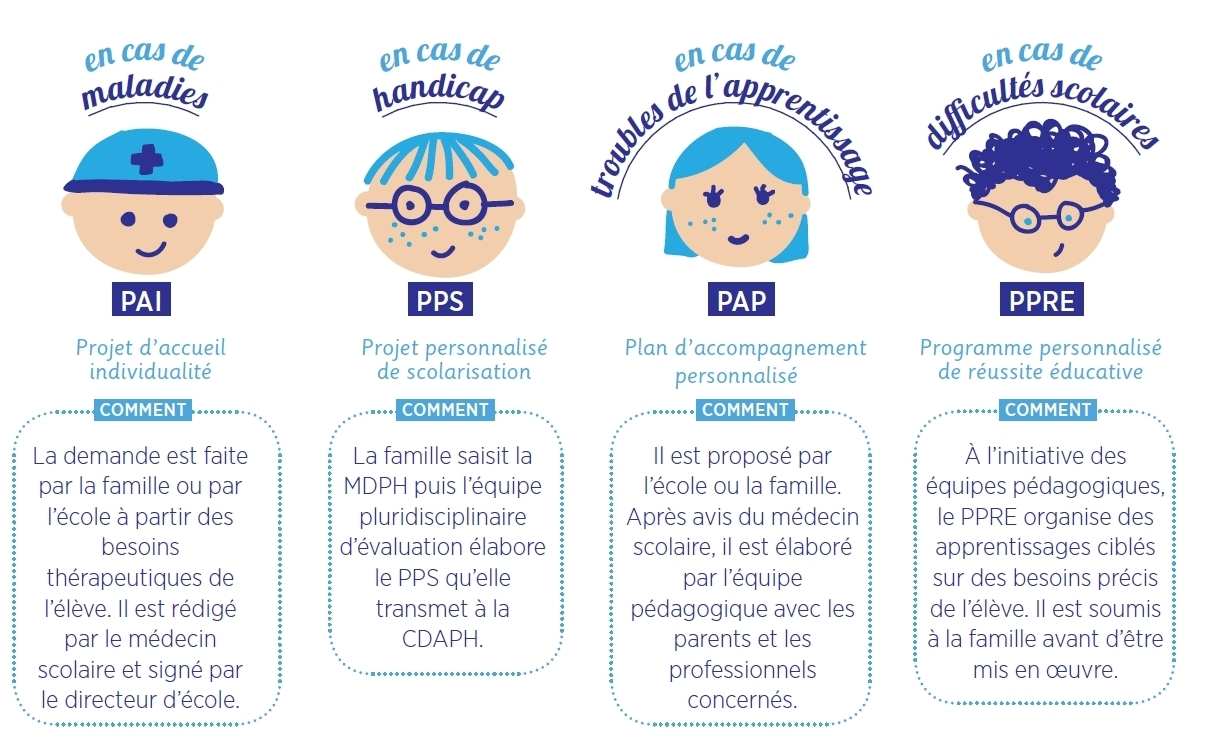 en cas de
maladies
PAI
Projet d'accueil
individualité
COMMENT
La demande est faite
par la famille ou par
l'école à partir des
besoins
thérapeutiques de
l'élève. Il est rédigé
par le médecin
scolaire et signé par
le directeur d'école.
en cas de
handicap
PPS
Projet personnalisé
de scolarisation
COMMENT
La famille saisit la
MDPH puis l'équipe
pluridisciplinaire
d'évaluation élabore
le PPS qu'elle
transmet à la
CDAPH.
en cas de
troubles de l'apprentissage
PAP
Plan d'accompagnement
personnalisé
COMMENT
Il est proposé par
l'école ou la famille.
Après avis du médecin
scolaire, il est élaboré
par l'équipe
pédagogique avec les
parents et les
professionnels
concernés.
en cas de
difficultés scolaires
PPRE
Programme personnalisé
de réussite éducative
COMMENT
À l'initiative des
équipes pédagogiques,
le PPRE organise des
apprentissages ciblés
sur des besoins précis
de l'élève. Il est soumis
à la famille avant d'être
mis en œuvre.